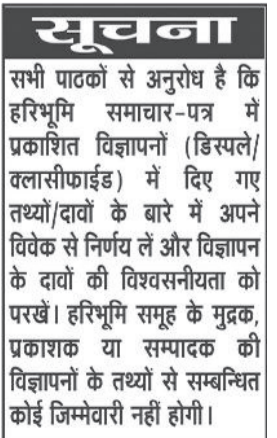 सूचना
सभी पाठकों से अनुरोध है कि
हरिभूमि समाचार-पत्र में
प्रकाशित विज्ञापनों (डिस्पले/
क्लासीफाईड) में दिए गए
तथ्यों/दावों के बारे में अपने
विवेक से निर्णय लें और विज्ञापन
के दावों की विश्वसनीयता को
परखें। हरिभूमि समूह के मुद्रक,
प्रकाशक या सम्पादक की
विज्ञापनों के तथ्यों से सम्बन्धित
कोई जिम्मेवारी नहीं होगी।